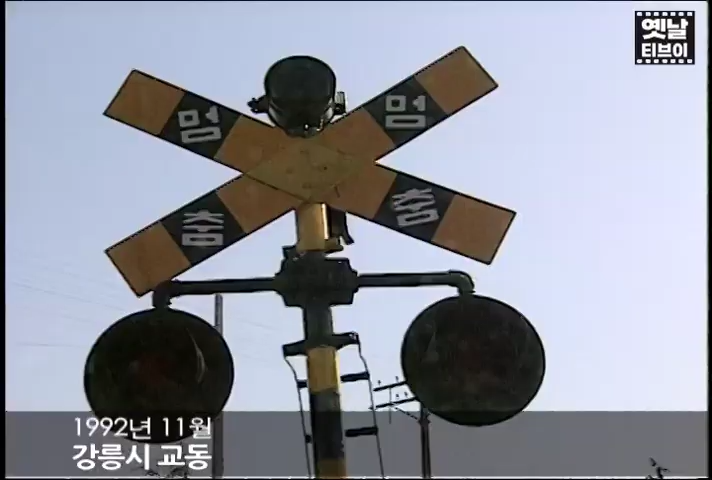 옛날
티브이
멈 멈
춤 춤
1992년 11월
강릉시 교동